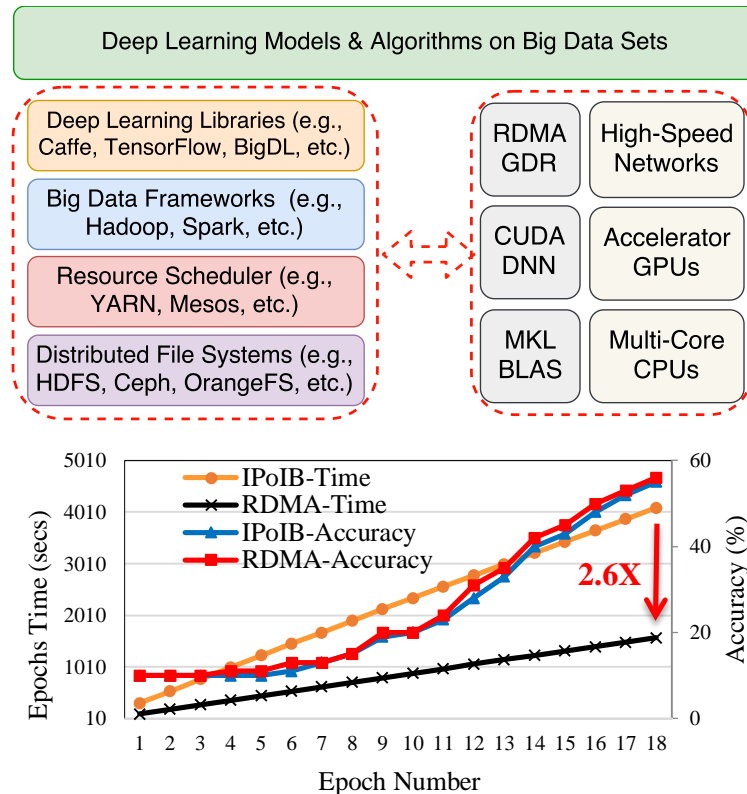 Deep Learning Models & Algorithms on Big Data Sets
Deep Learning Libraries (e.g.,
Caffe, TensorFlow, BigDL, etc.)
Big Data Frameworks (e.g.,
Hadoop, Spark, etc.)
Resource Scheduler (e.g.,
YARN, Mesos, etc.)
Distributed File Systems (e.g.,
HDFS, Ceph, OrangeFS, etc.)
RDMA
GDR
High-Speed
Networks
CUDA
DNN
Accelerator
GPUs
MKL
BLAS
Multi-Core
CPUs
IPoIB-Time
RDMA-Time
IPoIB-Accuracy
RDMA-Accuracy
2.6X
Epochs Time (secs)
5010
4010
3010
2010
1010
10
60
40
20
0
Accuracy (%)
1 2 3 4 5 6 7 8 9 10 11 12 13 14 15 16 17 18
Epoch Number